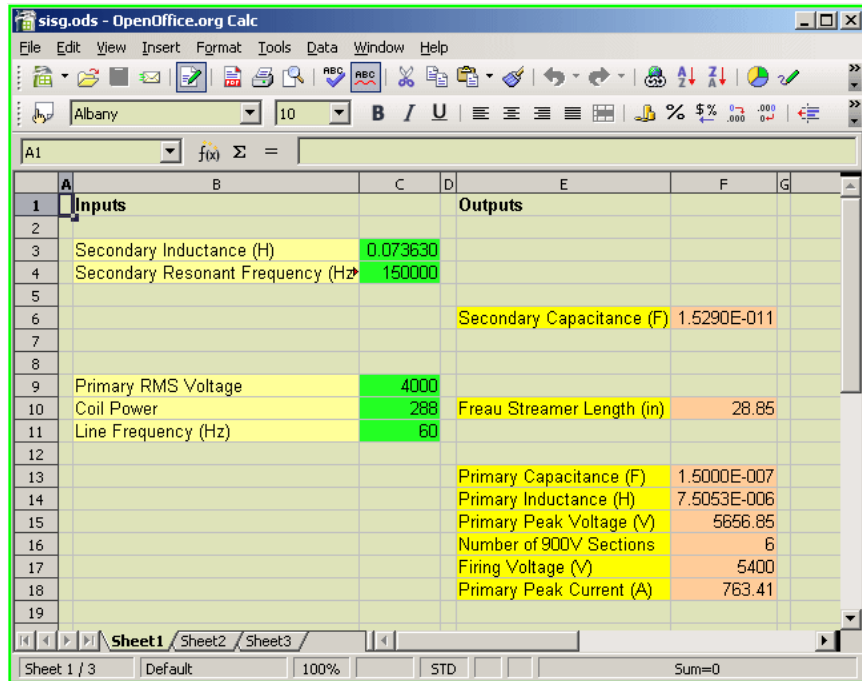 sisg.ods - OpenOffice.org Calc
File Edit View Insert Format Tools Data Window Help
ABC ABC
Albany 10 B I U % $% .000 .000
A1 f(x) Σ =
A B C D E F G
1 Inputs Outputs
2
3 Secondary Inductance (H) 0.073630
4 Secondary Resonant Frequency (Hz 150000
5
6 Secondary Capacitance (F) 1.5290E-011
7
8
9 Primary RMS Voltage 4000
10 Coil Power 288 Freau Streamer Length (in) 28.85
11 Line Frequency (Hz) 60
12
13 Primary Capacitance (F) 1.5000E-007
14 Primary Inductance (H) 7.5053E-006
15 Primary Peak Voltage (V) 5656.85
16 Number of 900V Sections 6
17 Firing Voltage (V) 5400
18 Primary Peak Current (A) 763.41
19
Sheet1 Sheet2 Sheet3
Sheet 1 / 3 Default 100% STD Sum=0